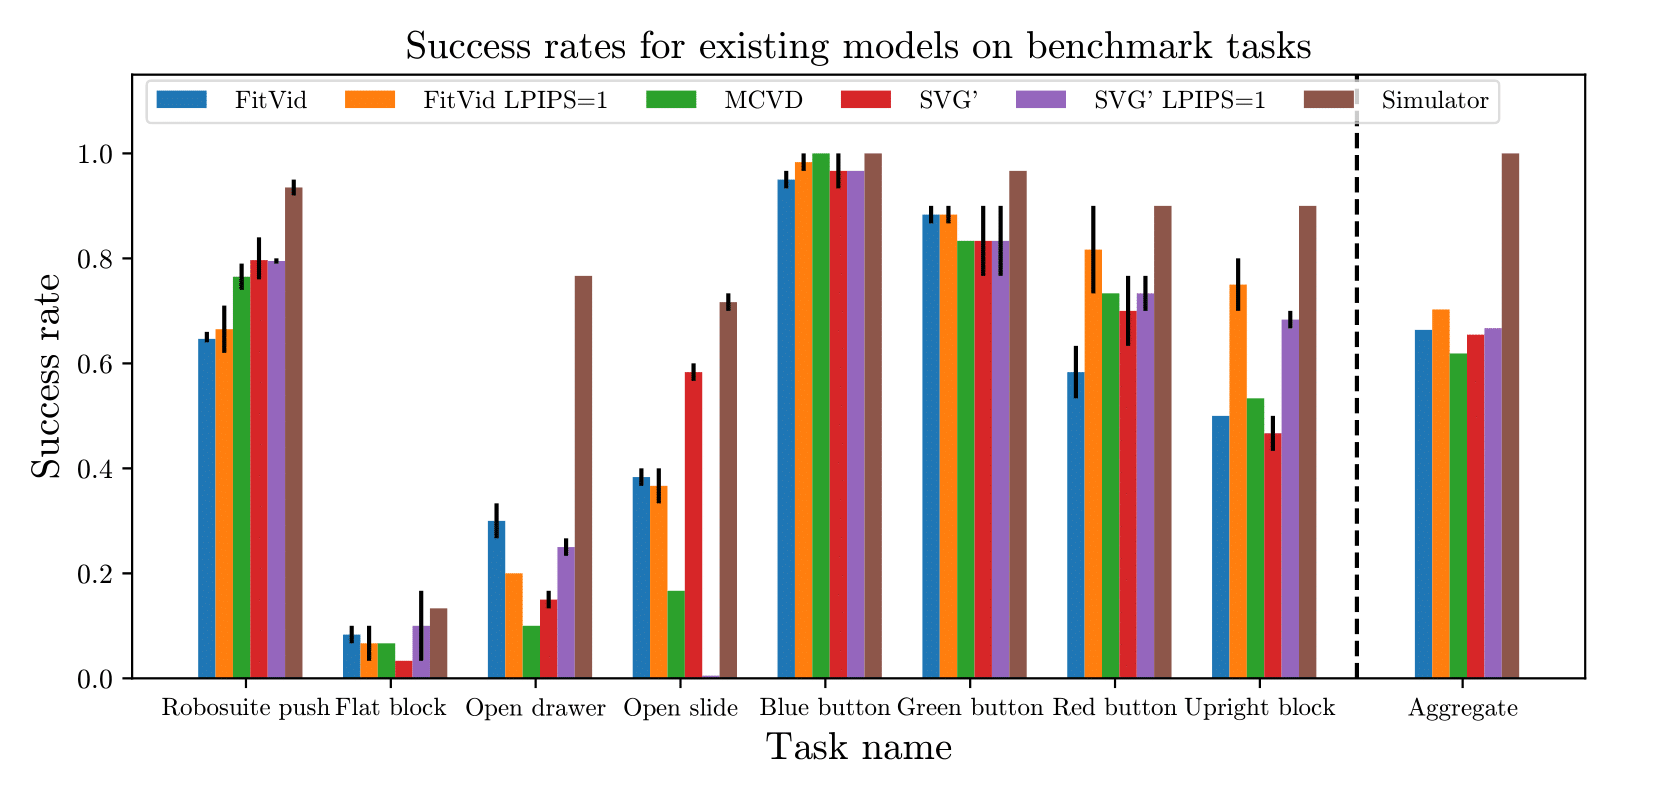 Success rates for existing models on benchmark tasks
FitVid FitVid LPIPS=1 MCVD SVG' SVG' LPIPS=1 Simulator
1.0
0.8
0.6
0.4
0.2
0.0
Success rate
Robosuite push Flat block Open drawer Open slide Blue button Green button Red button Upright block Aggregate
Task name